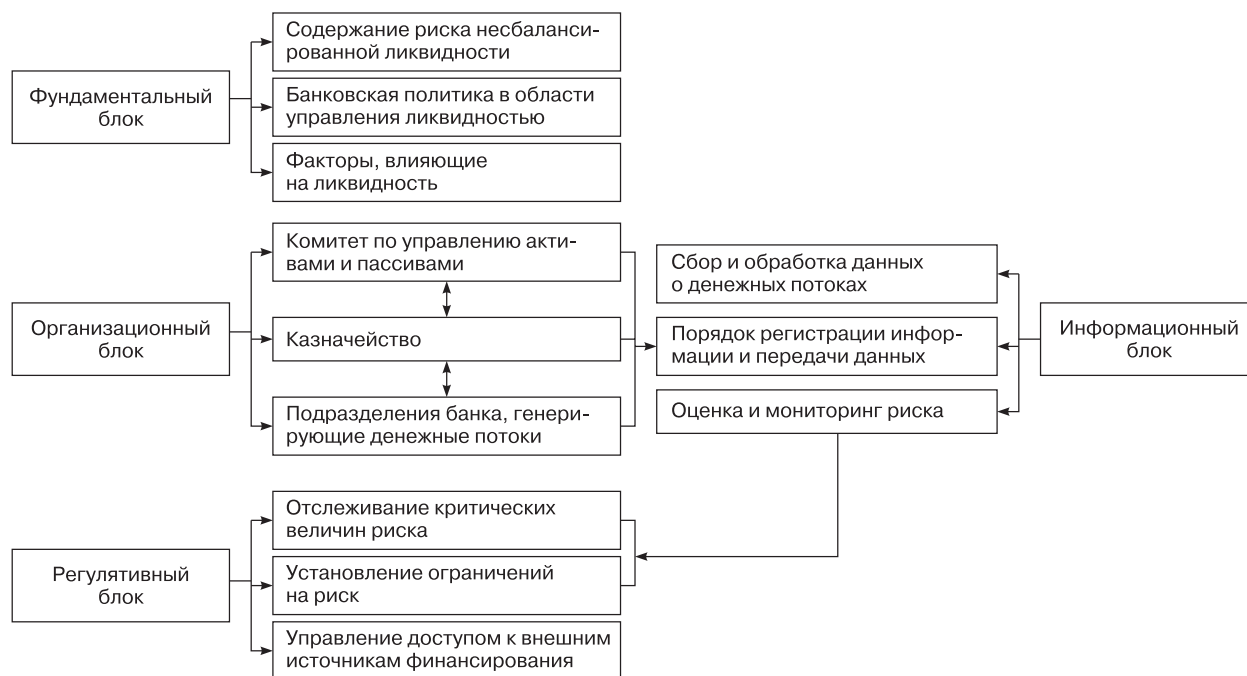 Содержание риска несбаланси-
рованной ликвидности
Фундаментальный
блок
Банковская политика в области
управления ликвидностью
Факторы, влияющие
на ликвидность
Комитет по управлению акти-
вами и пассивами
Организационный
блок
Казначейство
Подразделения банка, генери-
рующие денежные потоки
Сбор и обработка данных
о денежных потоках
Порядок регистрации инфор-
мации и передачи данных
Оценка и мониторинг риска
Информационный
блок
Отслеживание критических
величин риска
Регулятивный
блок
Установление ограничений
на риск
Управление доступом к внешним
источникам финансирования